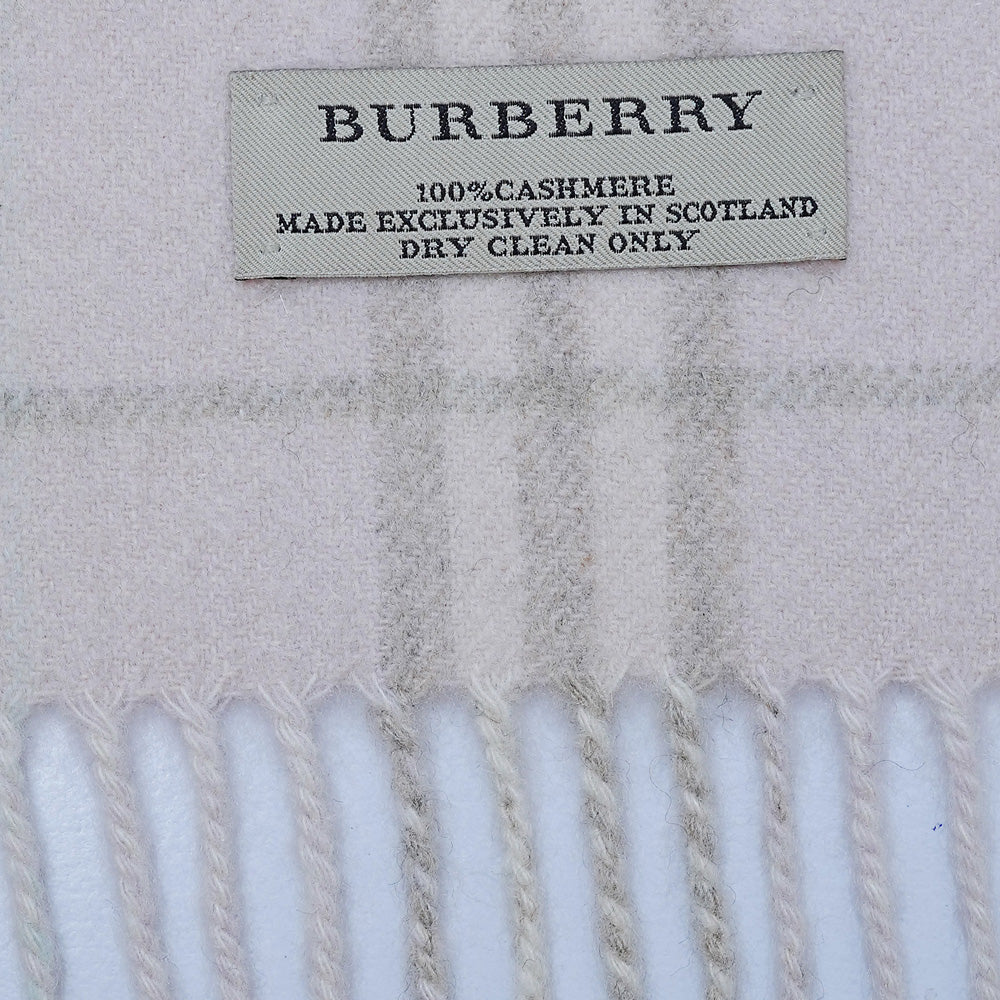 BURBERRY
100%CASHMERE
MADE EXCLUSIVELY IN SCOTLAND
DRY CLEAN ONLY